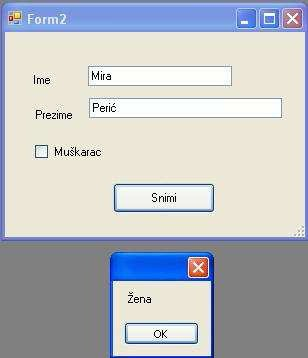 Form2
Ime Mira
Prezime Perić
Muškarac
Snimi
Žena
OK